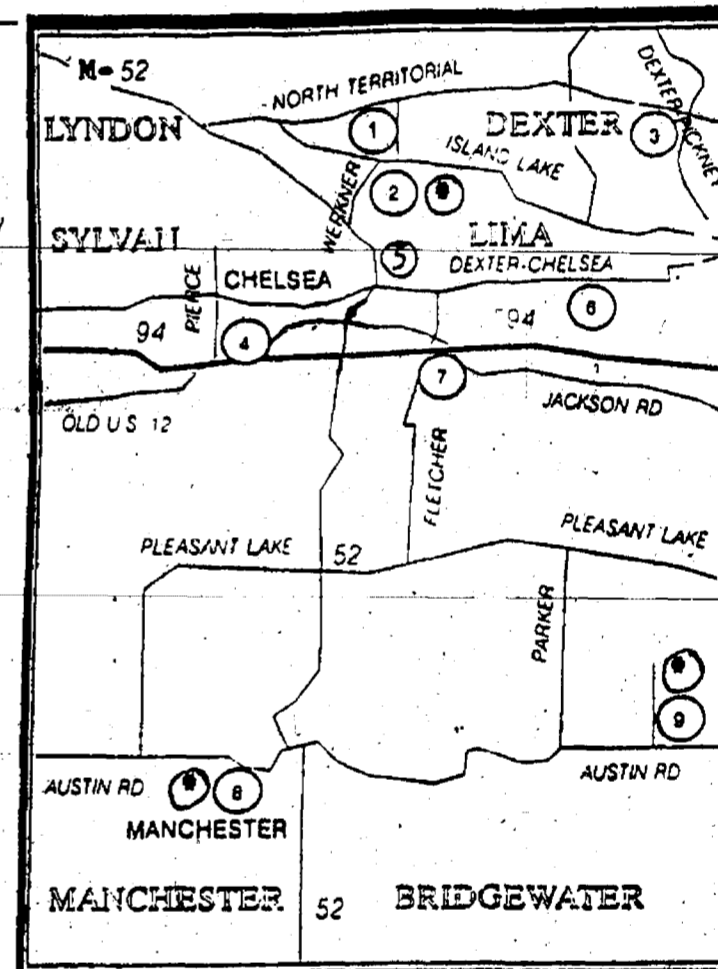 M-52
NORTH TERRITORIAL
DEXTER-PICKNEY
LYNDON
1
DEXTER
3
ISLAND LAKE
WERKNER
2
*
SYLVAN
LIMA
5
DEXTER-CHELSEA
PIERCE
CHELSEA
94
4
94
6
7
OLD US 12
JACKSON RD
FLETCHER
PLEASANT LAKE
52
PLEASANT LAKE
PARKER
*
9
AUSTIN RD
*
8
AUSTIN RD
MANCHESTER
MANCHESTER
52
BRIDGEWATER